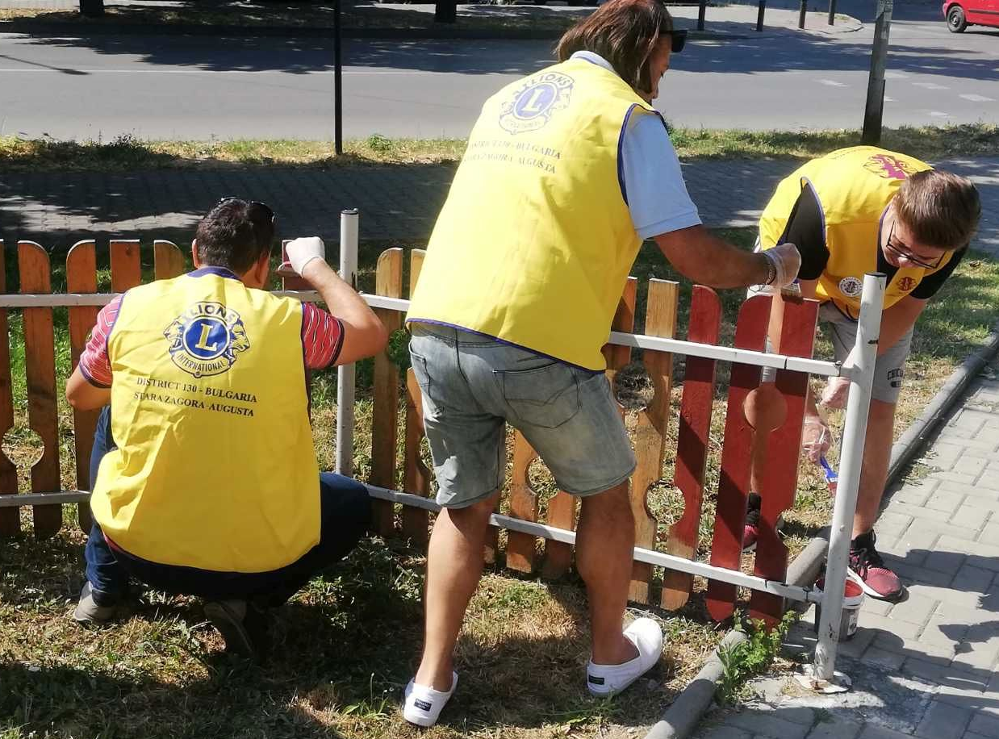 LIONS
L
INTERNATIONAL
DISTRICT 130 - BULGARIA
STARA ZAGORA-AUGUSTA
LIONS
L
DISTRICT 130 - BULGARIA
STARA ZAGORA-AUGUSTA